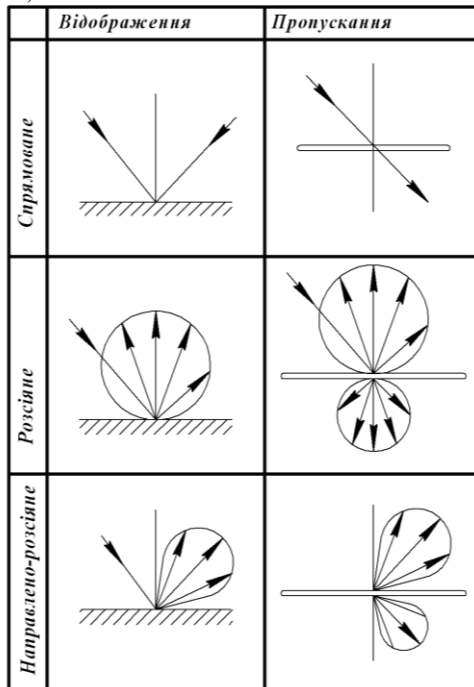 )
Відображення Пропускання
Спрямоване
Розсіяне
Направлено-розсіяне